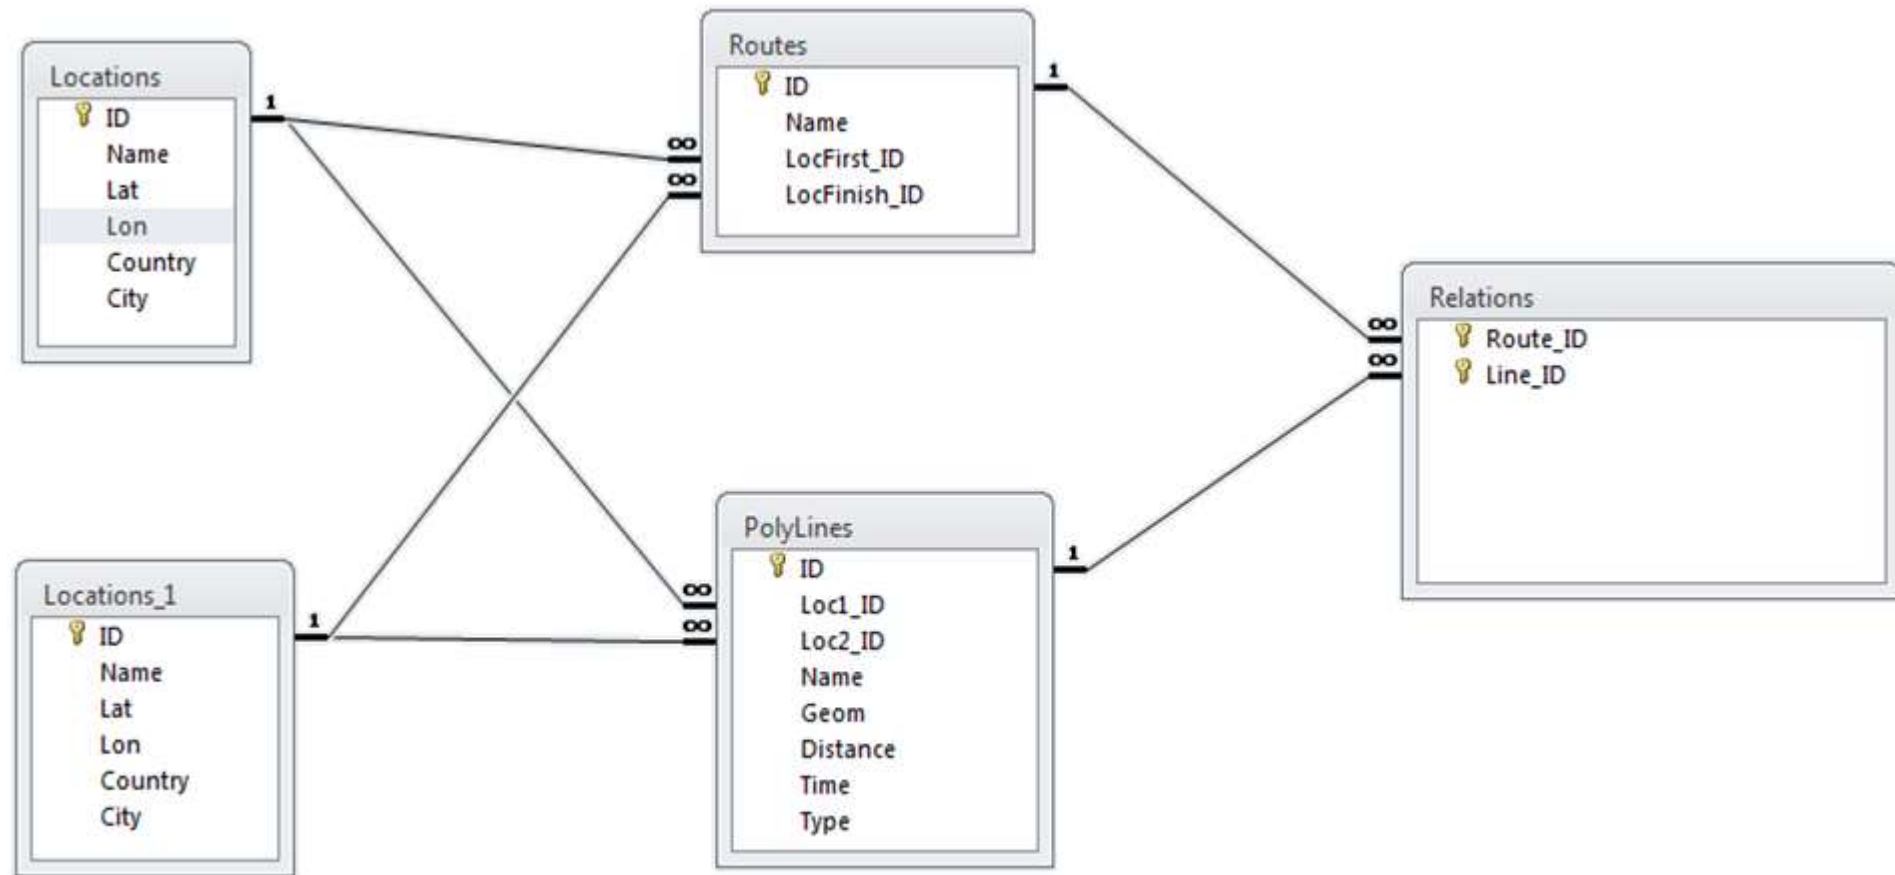 Locations
ID
Name
Lat
Lon
Country
City
1
Routes
ID
Name
LocFirst_ID
LocFinish_ID
∞
∞
1
Relations
Route_ID
Line_ID
∞
∞
Locations_1
ID
Name
Lat
Lon
Country
City
1
PolyLines
ID
Loc1_ID
Loc2_ID
Name
Geom
Distance
Time
Type
∞
∞
1